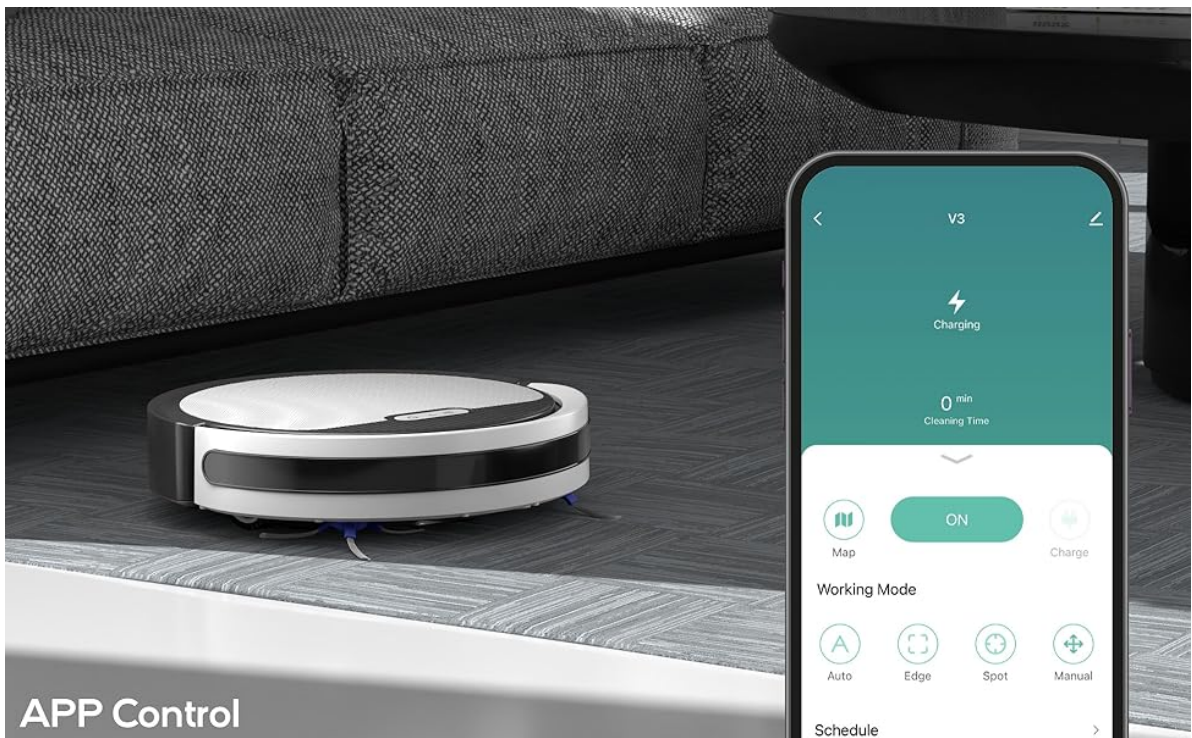 V3
Charging
0 min
Cleaning Time
ON
Map
Charge
Working Mode
Auto
Edge
Spot
Manual
Schedule
APP Control